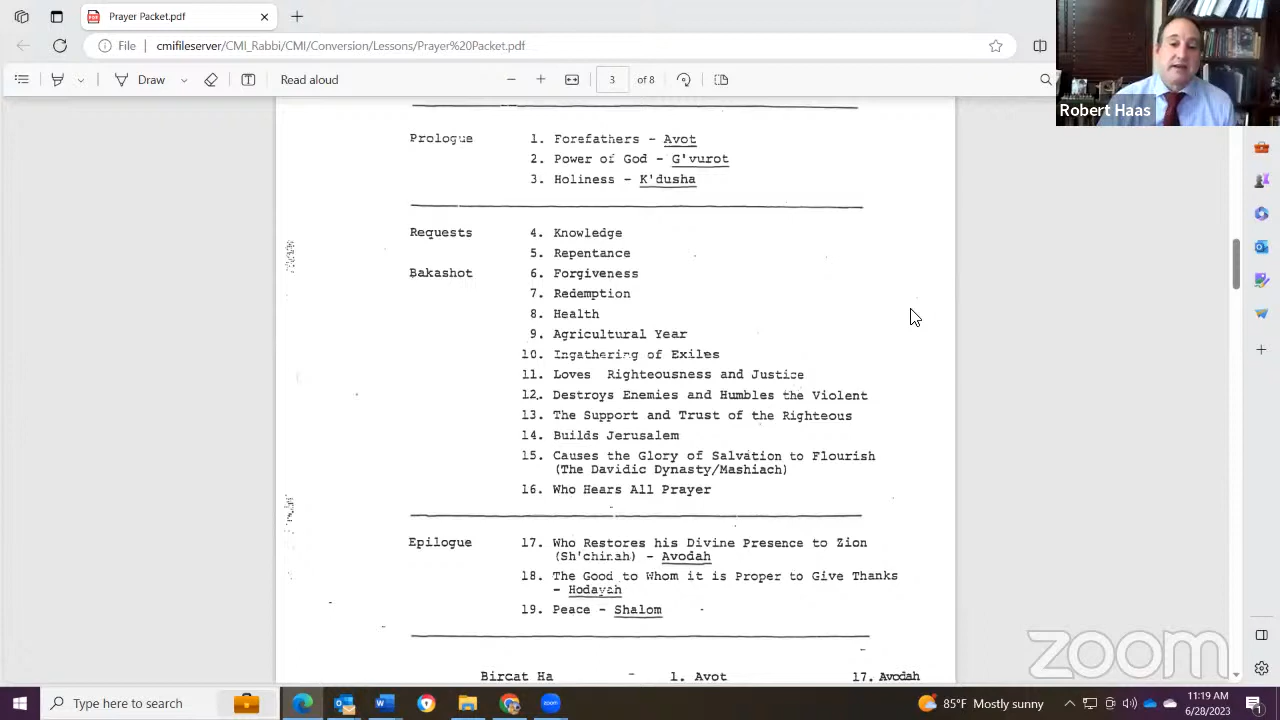 Prayer Packet.pdf
File
cmifileserver/CMI_Rabbi/CMI/Conversion/Lessons/Prayer%20Packet.pdf
Draw
Read aloud
3 of 8
Robert Haas
Prologue 1. Forefathers - Avot
2. Power of God - G'vurot
3. Holiness - K'dusha
Requests 4. Knowledge
5. Repentance
Bakashot 6. Forgiveness
7. Redemption
8. Health
9. Agricultural Year
10. Ingathering of Exiles
11. Loves Righteousness and Justice
12. Destroys Enemies and Humbles the Violent
13. The Support and Trust of the Righteous
14. Builds Jerusalem
15. Causes the Glory of Salvation to Flourish
(The Davidic Dynasty/Mashiach)
16. Who Hears All Prayer
Epilogue 17. Who Restores his Divine Presence to Zion
(Sh'chinah) - Avodah
18. The Good to Whom it is Proper to Give Thanks
- Hodayah
19. Peace - Shalom
Bircat Ha - 1. Avot 17. Avodah
zoom
Type here to search
85°F Mostly sunny
11:19 AM
6/28/2023